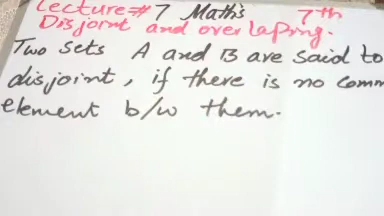 Lecture # 7 Maths 7th
Disjoint and overlaping.
Two sets A and B are said to
disjoint, if there is no comm
element b/w them.